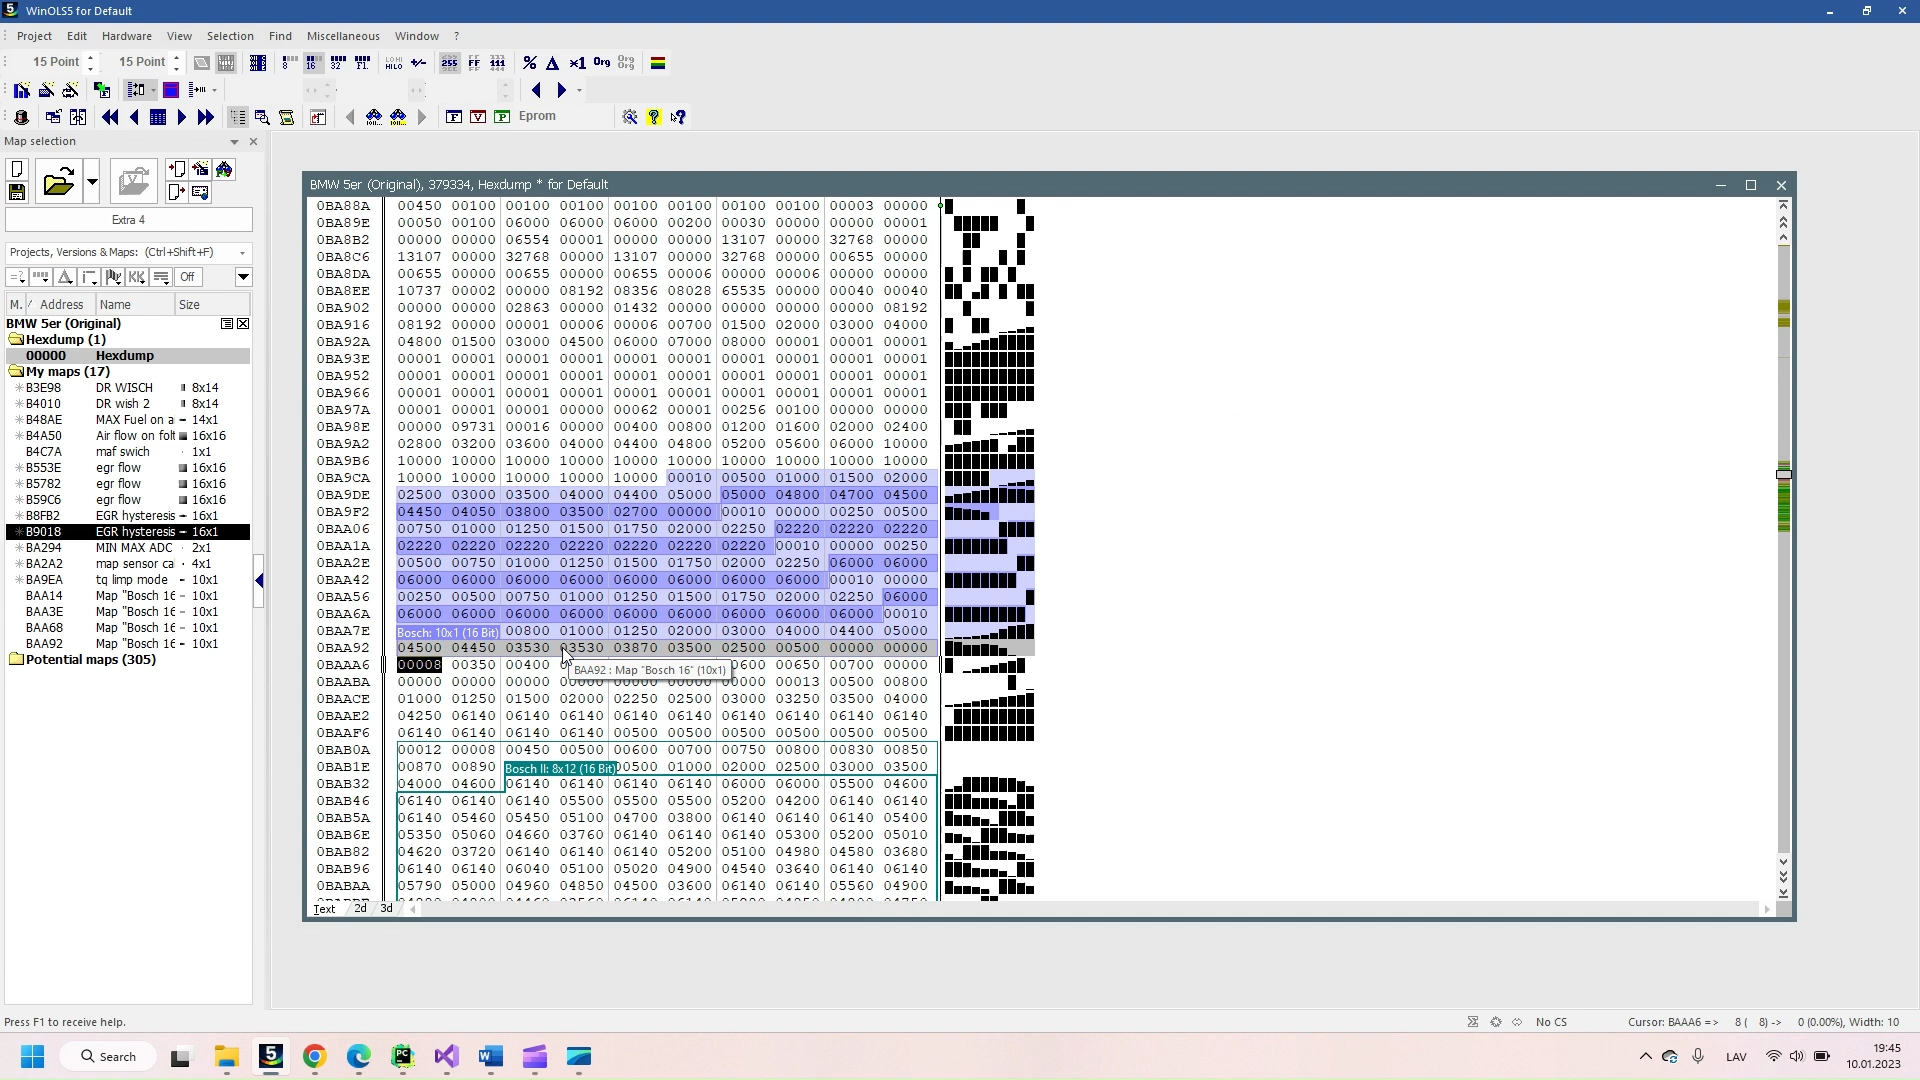 WinOLS5 for Default
Project Edit Hardware View Selection Find Miscellaneous Window ?
15 Point 15 Point
Eprom
Map selection
Extra 4
Projects, Versions & Maps: (Ctrl+Shift+F)
Off
M. / Address Name Size
BMW 5er (Original)
Hexdump (1)
00000 Hexdump
My maps (17)
B3E98 DR WISCH 8x14
B4010 DR wish 2 8x14
B48AE MAX Fuel on a 14x1
B4A50 Air flow on folt 16x16
B4C7A maf swich 1x1
B553E egr flow 16x16
B5782 egr flow 16x16
B59C6 egr flow 16x16
B8FB2 EGR hysteresis 16x1
B9018 EGR hysteresis 16x1
BA294 MIN MAX ADC 2x1
BA2A2 map sensor cal 4x1
BA9EA tq limp mode 10x1
BAA14 Map "Bosch 16 10x1
BAA3E Map "Bosch 16 10x1
BAA68 Map "Bosch 16 10x1
BAA92 Map "Bosch 16 10x1
Potential maps (305)
BMW 5er (Original), 379334, Hexdump * for Default
0BA88A 00450 00100 00100 00100 00100 00100 00100 00100 00003 00000
0BA89E 00050 00100 06000 06000 06000 00200 00030 00000 00000 00001
0BA8B2 00000 00000 06554 00001 00000 00000 13107 00000 32768 00000
0BA8C6 13107 00000 32768 00000 13107 00000 32768 00000 00655 00000
0BA8DA 00655 00000 00655 00000 00655 00006 00000 00006 00000 00000
0BA8EE 10737 00002 00000 08192 08356 08028 65535 00000 00040 00040
0BA902 00000 00000 02863 00000 01432 00000 00000 00000 00000 08192
0BA916 08192 00000 00001 00006 00006 00700 01500 02000 03000 04000
0BA92A 04800 01500 03000 04500 06000 07000 08000 00001 00001 00001
0BA93E 00001 00001 00001 00001 00001 00001 00001 00001 00001 00001
0BA952 00001 00001 00001 00001 00001 00001 00001 00001 00001 00001
0BA966 00001 00001 00001 00001 00001 00001 00001 00001 00001 00001
0BA97A 00001 00001 00001 00000 00062 00001 00256 00100 00000 00000
0BA98E 00000 09731 00016 00000 00400 00800 01200 01600 02000 02400
0BA9A2 02800 03200 03600 04000 04400 04800 05200 05600 06000 10000
0BA9B6 10000 10000 10000 10000 10000 10000 10000 10000 10000 10000
0BA9CA 10000 10000 10000 10000 10000 00010 00500 01000 01500 02000
0BA9DE 02500 03000 03500 04000 04400 05000 05000 04800 04700 04500
0BA9F2 04450 04050 03800 03500 02700 00000 00010 00000 00250 00500
0BAA06 00750 01000 01250 01500 01750 02000 02250 02220 02220 02220
0BAA1A 02220 02220 02220 02220 02220 02220 02220 00010 00000 00250
0BAA2E 00500 00750 01000 01250 01500 01750 02000 02250 06000 06000
0BAA42 06000 06000 06000 06000 06000 06000 06000 06000 00010 00000
0BAA56 00250 00500 00750 01000 01250 01500 01750 02000 02250 06000
0BAA6A 06000 06000 06000 06000 06000 06000 06000 06000 06000 00010
0BAA7E Bosch: 10x1 (16 Bit) 00800 01000 01250 02000 03000 04000 04400 05000
0BAA92 04500 04450 03530 03530 03870 03500 02500 00500 00000 00000
0BAAA6 00008 00350 00400 0600 00650 00700 00000
BAA92 : Map "Bosch 16" (10x1)
0BAABA 00000 00000 00000 00000 00000 00000 00000 00013 00500 00800
0BAACE 01000 01250 01500 02000 02250 02500 03000 03250 03500 04000
0BAAE2 04250 06140 06140 06140 06140 06140 06140 06140 06140 06140
0BAAF6 06140 06140 06140 06140 00500 00500 00500 00500 00500 00500
0BAB0A 00012 00008 00450 00500 00600 00700 00750 00800 00830 00850
0BAB1E 00870 00890 Bosch II: 8x12 (16 Bit) 00500 01000 02000 02500 03000 03500
0BAB32 04000 04600 06140 06140 06140 06140 06000 06000 05500 04600
0BAB46 06140 06140 06140 05500 05500 05500 05200 04200 06140 06140
0BAB5A 06140 05460 05450 05100 04700 03800 06140 06140 06140 05400
0BAB6E 05350 05060 04660 03760 06140 06140 06140 05300 05200 05010
0BAB82 04620 03720 06140 06140 06140 05200 05100 04980 04580 03680
0BAB96 06140 06140 06040 05100 05020 04900 04540 03640 06140 06140
0BABAA 05790 05000 04960 04850 04500 03600 06140 06140 05560 04900
Text 2d 3d
Press F1 to receive help.
No CS Cursor: BAAA6 => 8 ( 8) -> 0 (0.00%), Width: 10
Search
LAV
19:45
10.01.2023